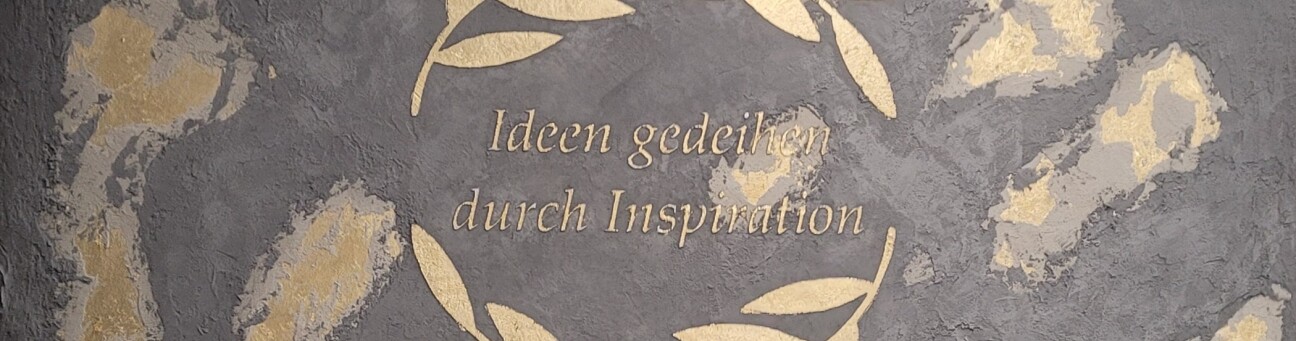 Ideen gedeihen
durch Inspiration